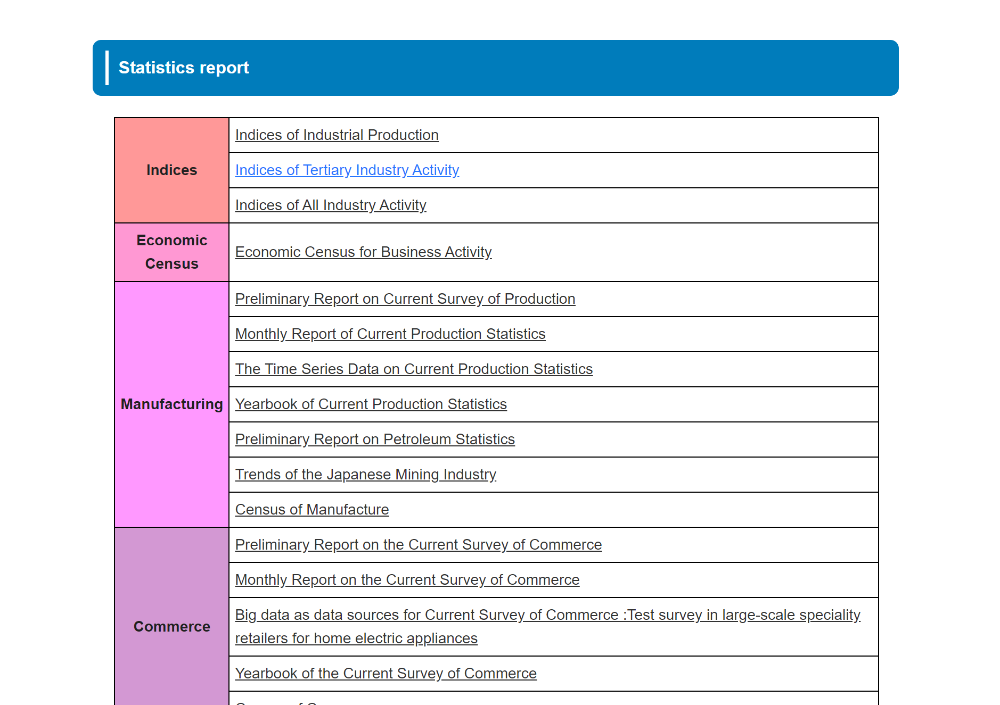 Statistics report
Indices
Indices of Industrial Production
Indices of Tertiary Industry Activity
Indices of All Industry Activity
Economic
Census
Economic Census for Business Activity
Manufacturing
Preliminary Report on Current Survey of Production
Monthly Report of Current Production Statistics
The Time Series Data on Current Production Statistics
Yearbook of Current Production Statistics
Preliminary Report on Petroleum Statistics
Trends of the Japanese Mining Industry
Census of Manufacture
Commerce
Preliminary Report on the Current Survey of Commerce
Monthly Report on the Current Survey of Commerce
Big data as data sources for Current Survey of Commerce :Test survey in large-scale speciality
retailers for home electric appliances
Yearbook of the Current Survey of Commerce